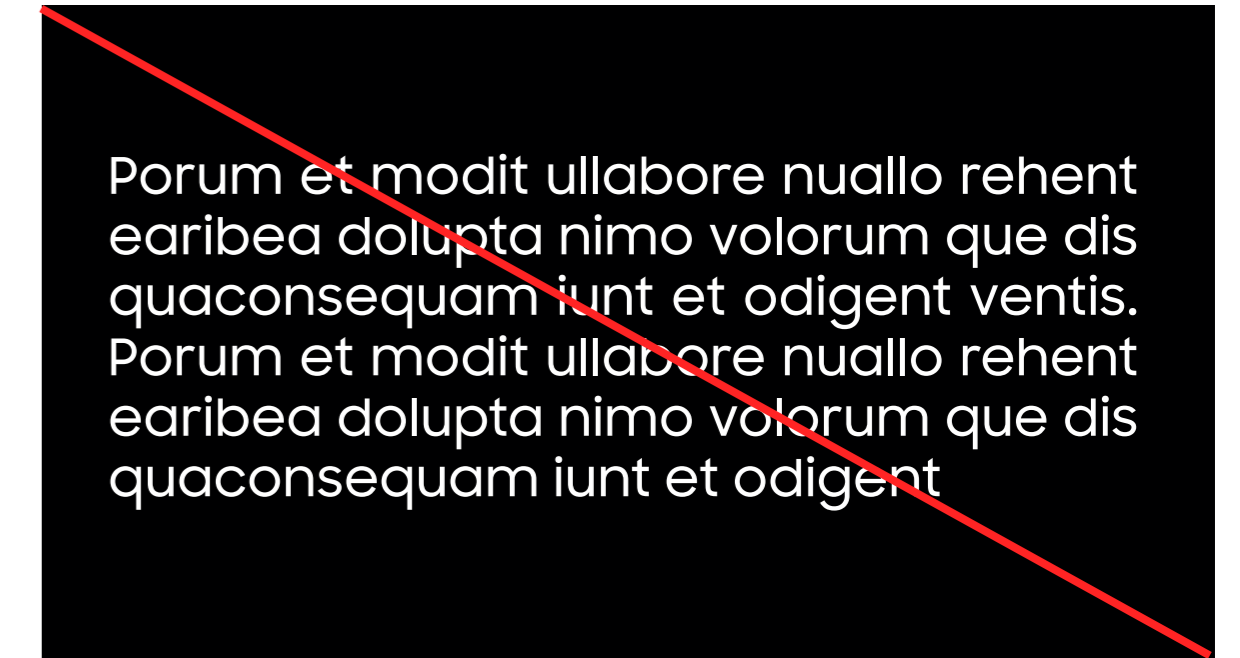 Porum et modit ullabore nuallo rehent
earibea dolupta nimo volorum que dis
quaconsequam iunt et odigent ventis.
Porum et modit ullabore nuallo rehent
earibea dolupta nimo volorum que dis
quaconsequam iunt et odigent